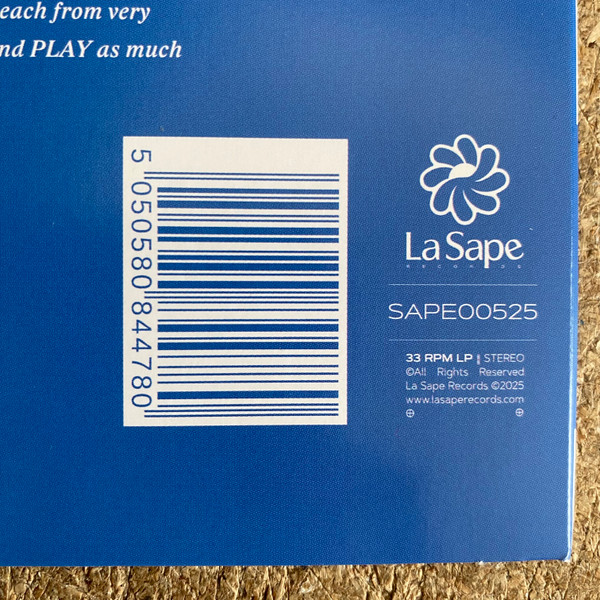 each from very
nd PLAY as much
5 050580 844780
La Sape
RECORDS
SAPE00525
33 RPM LP STEREO
©All Rights Reserved
La Sape Records ©2025
www.laserecords.com